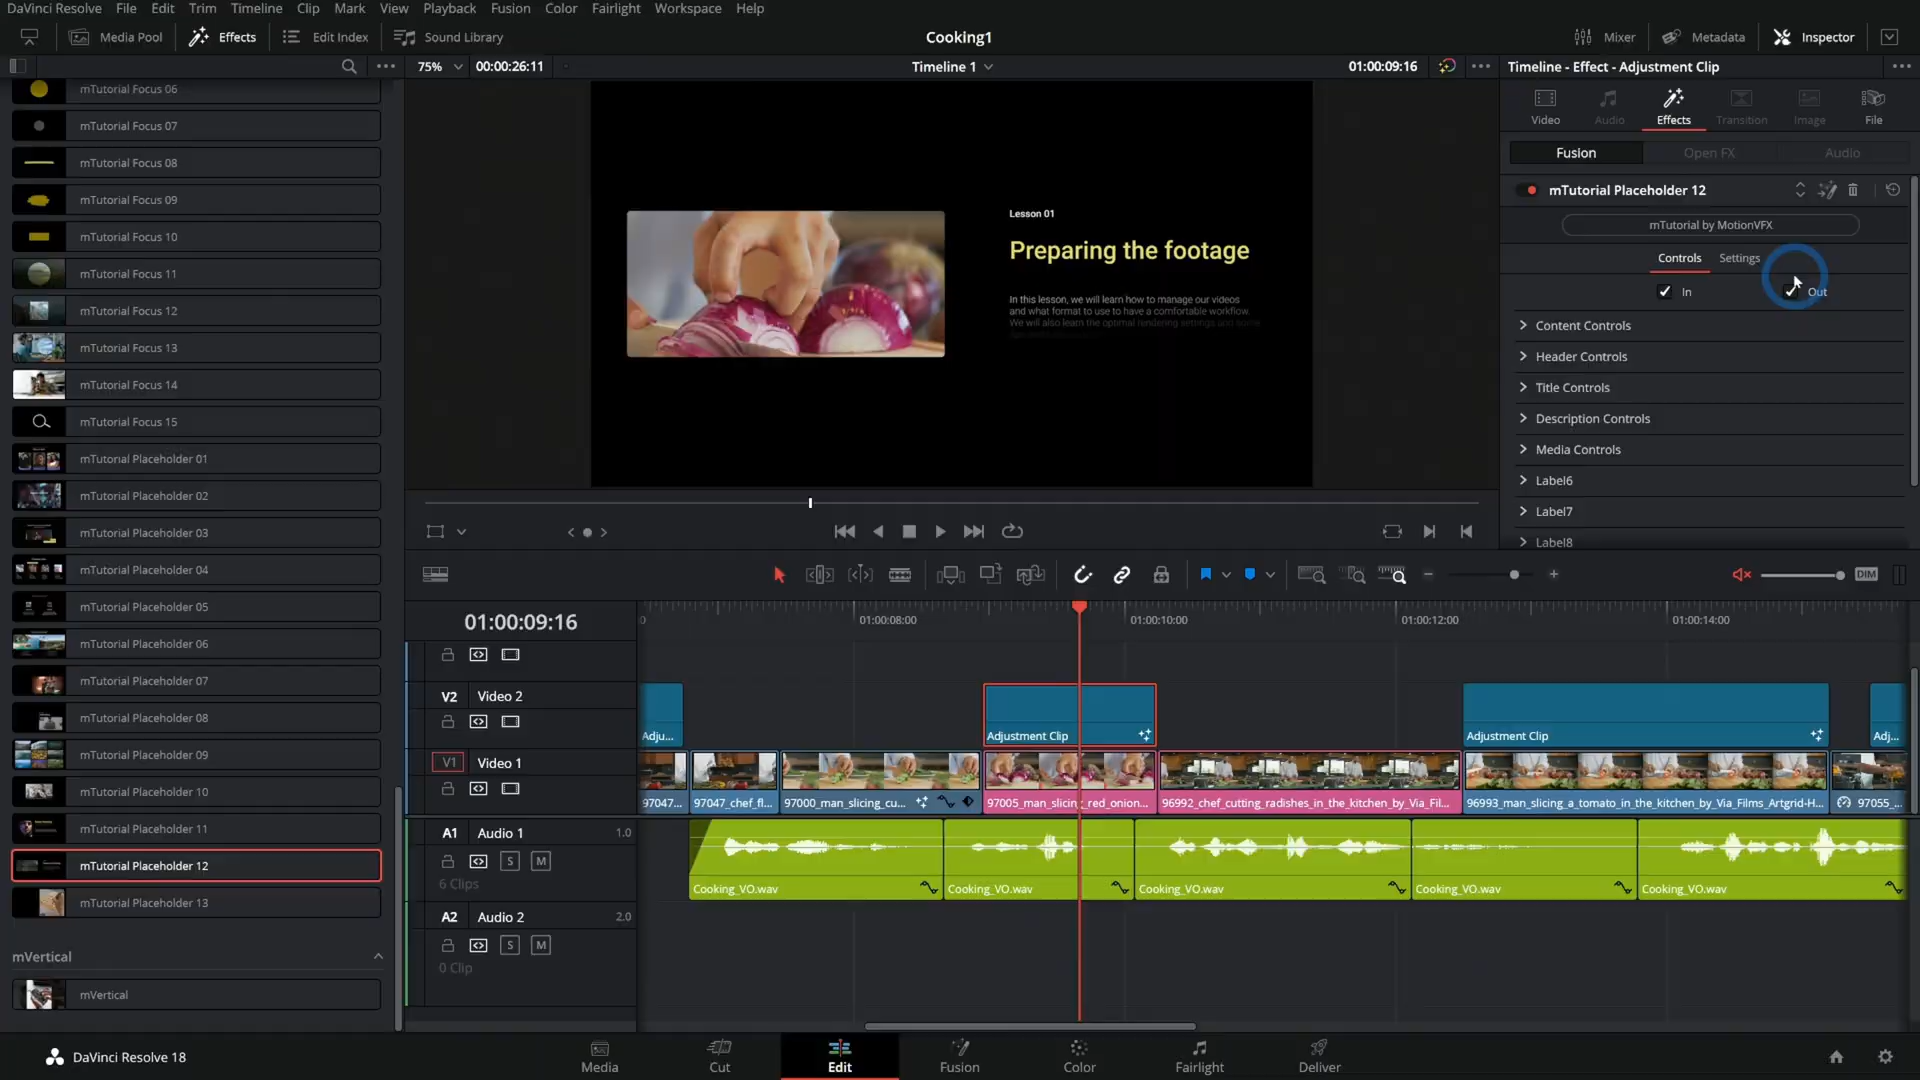 DaVinci Resolve File Edit Trim Timeline Clip Mark View Playback Fusion Color Fairlight Workspace Help
Media Pool Effects Edit Index Sound Library Cooking1 Mixer Metadata Inspector
75% 00:00:26:11 Timeline 1 01:00:09:16 Timeline - Effect - Adjustment Clip
mTutorial Focus 06
mTutorial Focus 07
mTutorial Focus 08
mTutorial Focus 09
mTutorial Focus 10
mTutorial Focus 11
mTutorial Focus 12
mTutorial Focus 13
mTutorial Focus 14
mTutorial Focus 15
mTutorial Placeholder 01
mTutorial Placeholder 02
mTutorial Placeholder 03
mTutorial Placeholder 04
mTutorial Placeholder 05
mTutorial Placeholder 06
mTutorial Placeholder 07
mTutorial Placeholder 08
mTutorial Placeholder 09
mTutorial Placeholder 10
mTutorial Placeholder 11
mTutorial Placeholder 12
mTutorial Placeholder 13
mVertical
mVertical
Lesson 01
Preparing the footage
In this lesson, we will learn how to manage our videos
and what format to use to have a comfortable workflow.
We will also learn the optimal rendering settings and some
Video Audio Effects Transition Image File
Fusion Open FX Audio
mTutorial Placeholder 12
mTutorial by MotionVFX
Controls Settings
In Out
Content Controls
Header Controls
Title Controls
Description Controls
Media Controls
Label6
Label7
Label8
DIM
01:00:09:16 0 01:00:08:00 01:00:10:00 01:00:12:00 01:00:14:00
V2 Video 2
Adju... Adjustment Clip Adjustment Clip Adj...
V1 Video 1
97047... 97047_chef_fl... 97000_man_slicing_cu... 97005_man_slicing_red_onion... 96992_chef_cutting_radishes_in_the_kitchen_by_Via_Fil... 96993_man_slicing_a_tomato_in_the_kitchen_by_Via_Films_Artgrid-H... 97055_...
A1 Audio 1 1.0
S M
6 Clips
Cooking_VO.wav Cooking_VO.wav Cooking_VO.wav Cooking_VO.wav Cooking_VO.wav
A2 Audio 2 2.0
S M
0 Clip
DaVinci Resolve 18 Media Cut Edit Fusion Color Fairlight Deliver